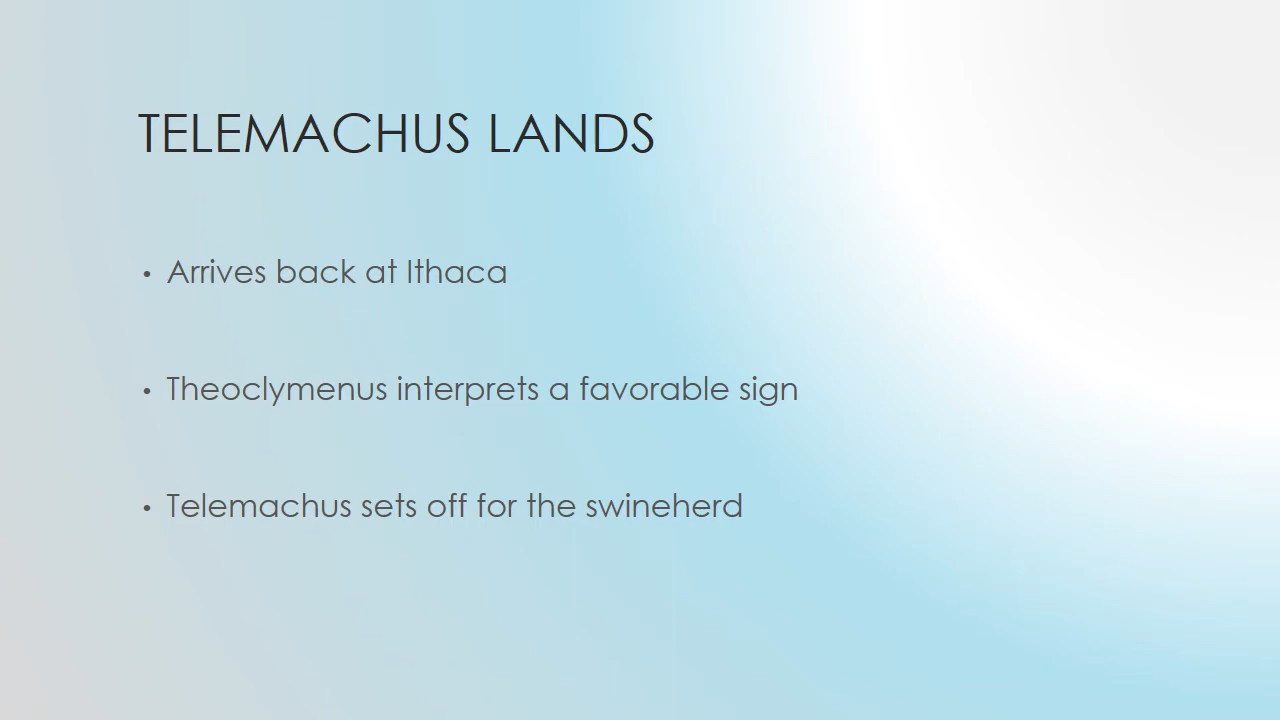 TELEMACHUS LANDS
• Arrives back at Ithaca
• Theoclymenus interprets a favorable sign
• Telemachus sets off for the swineherd